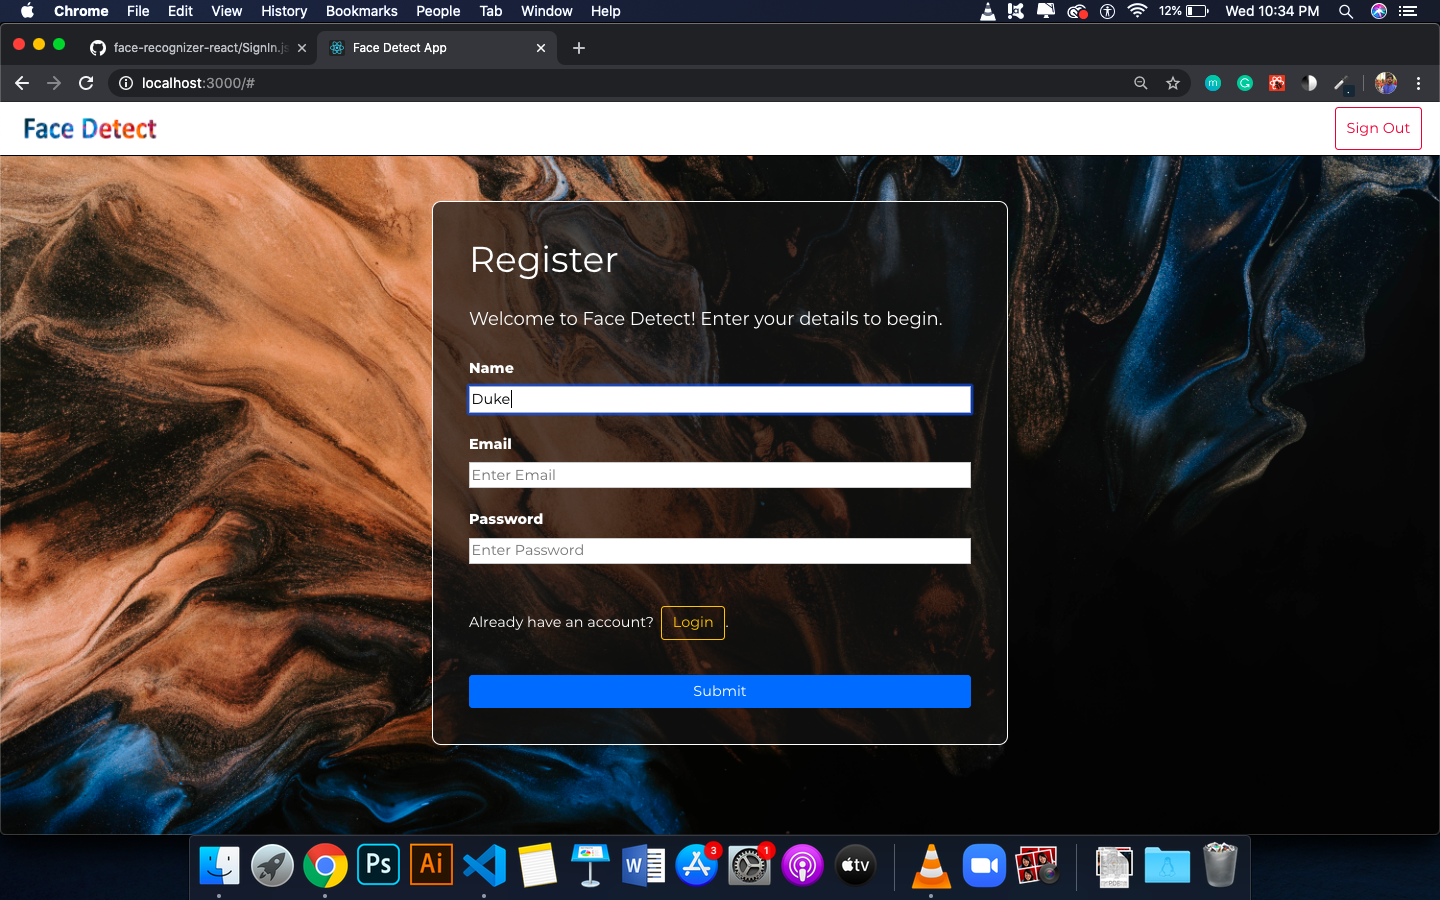 Chrome File Edit View History Bookmarks People Tab Window Help 12% Wed 10:34 PM
face-recognizer-react/SignIn.js Face Detect App
localhost:3000/#
Face Detect Sign Out
Register
Welcome to Face Detect! Enter your details to begin.
Name
Duke
Email
Enter Email
Password
Enter Password
Already have an account? Login.
Submit
Ps Ai W 3 1 tv